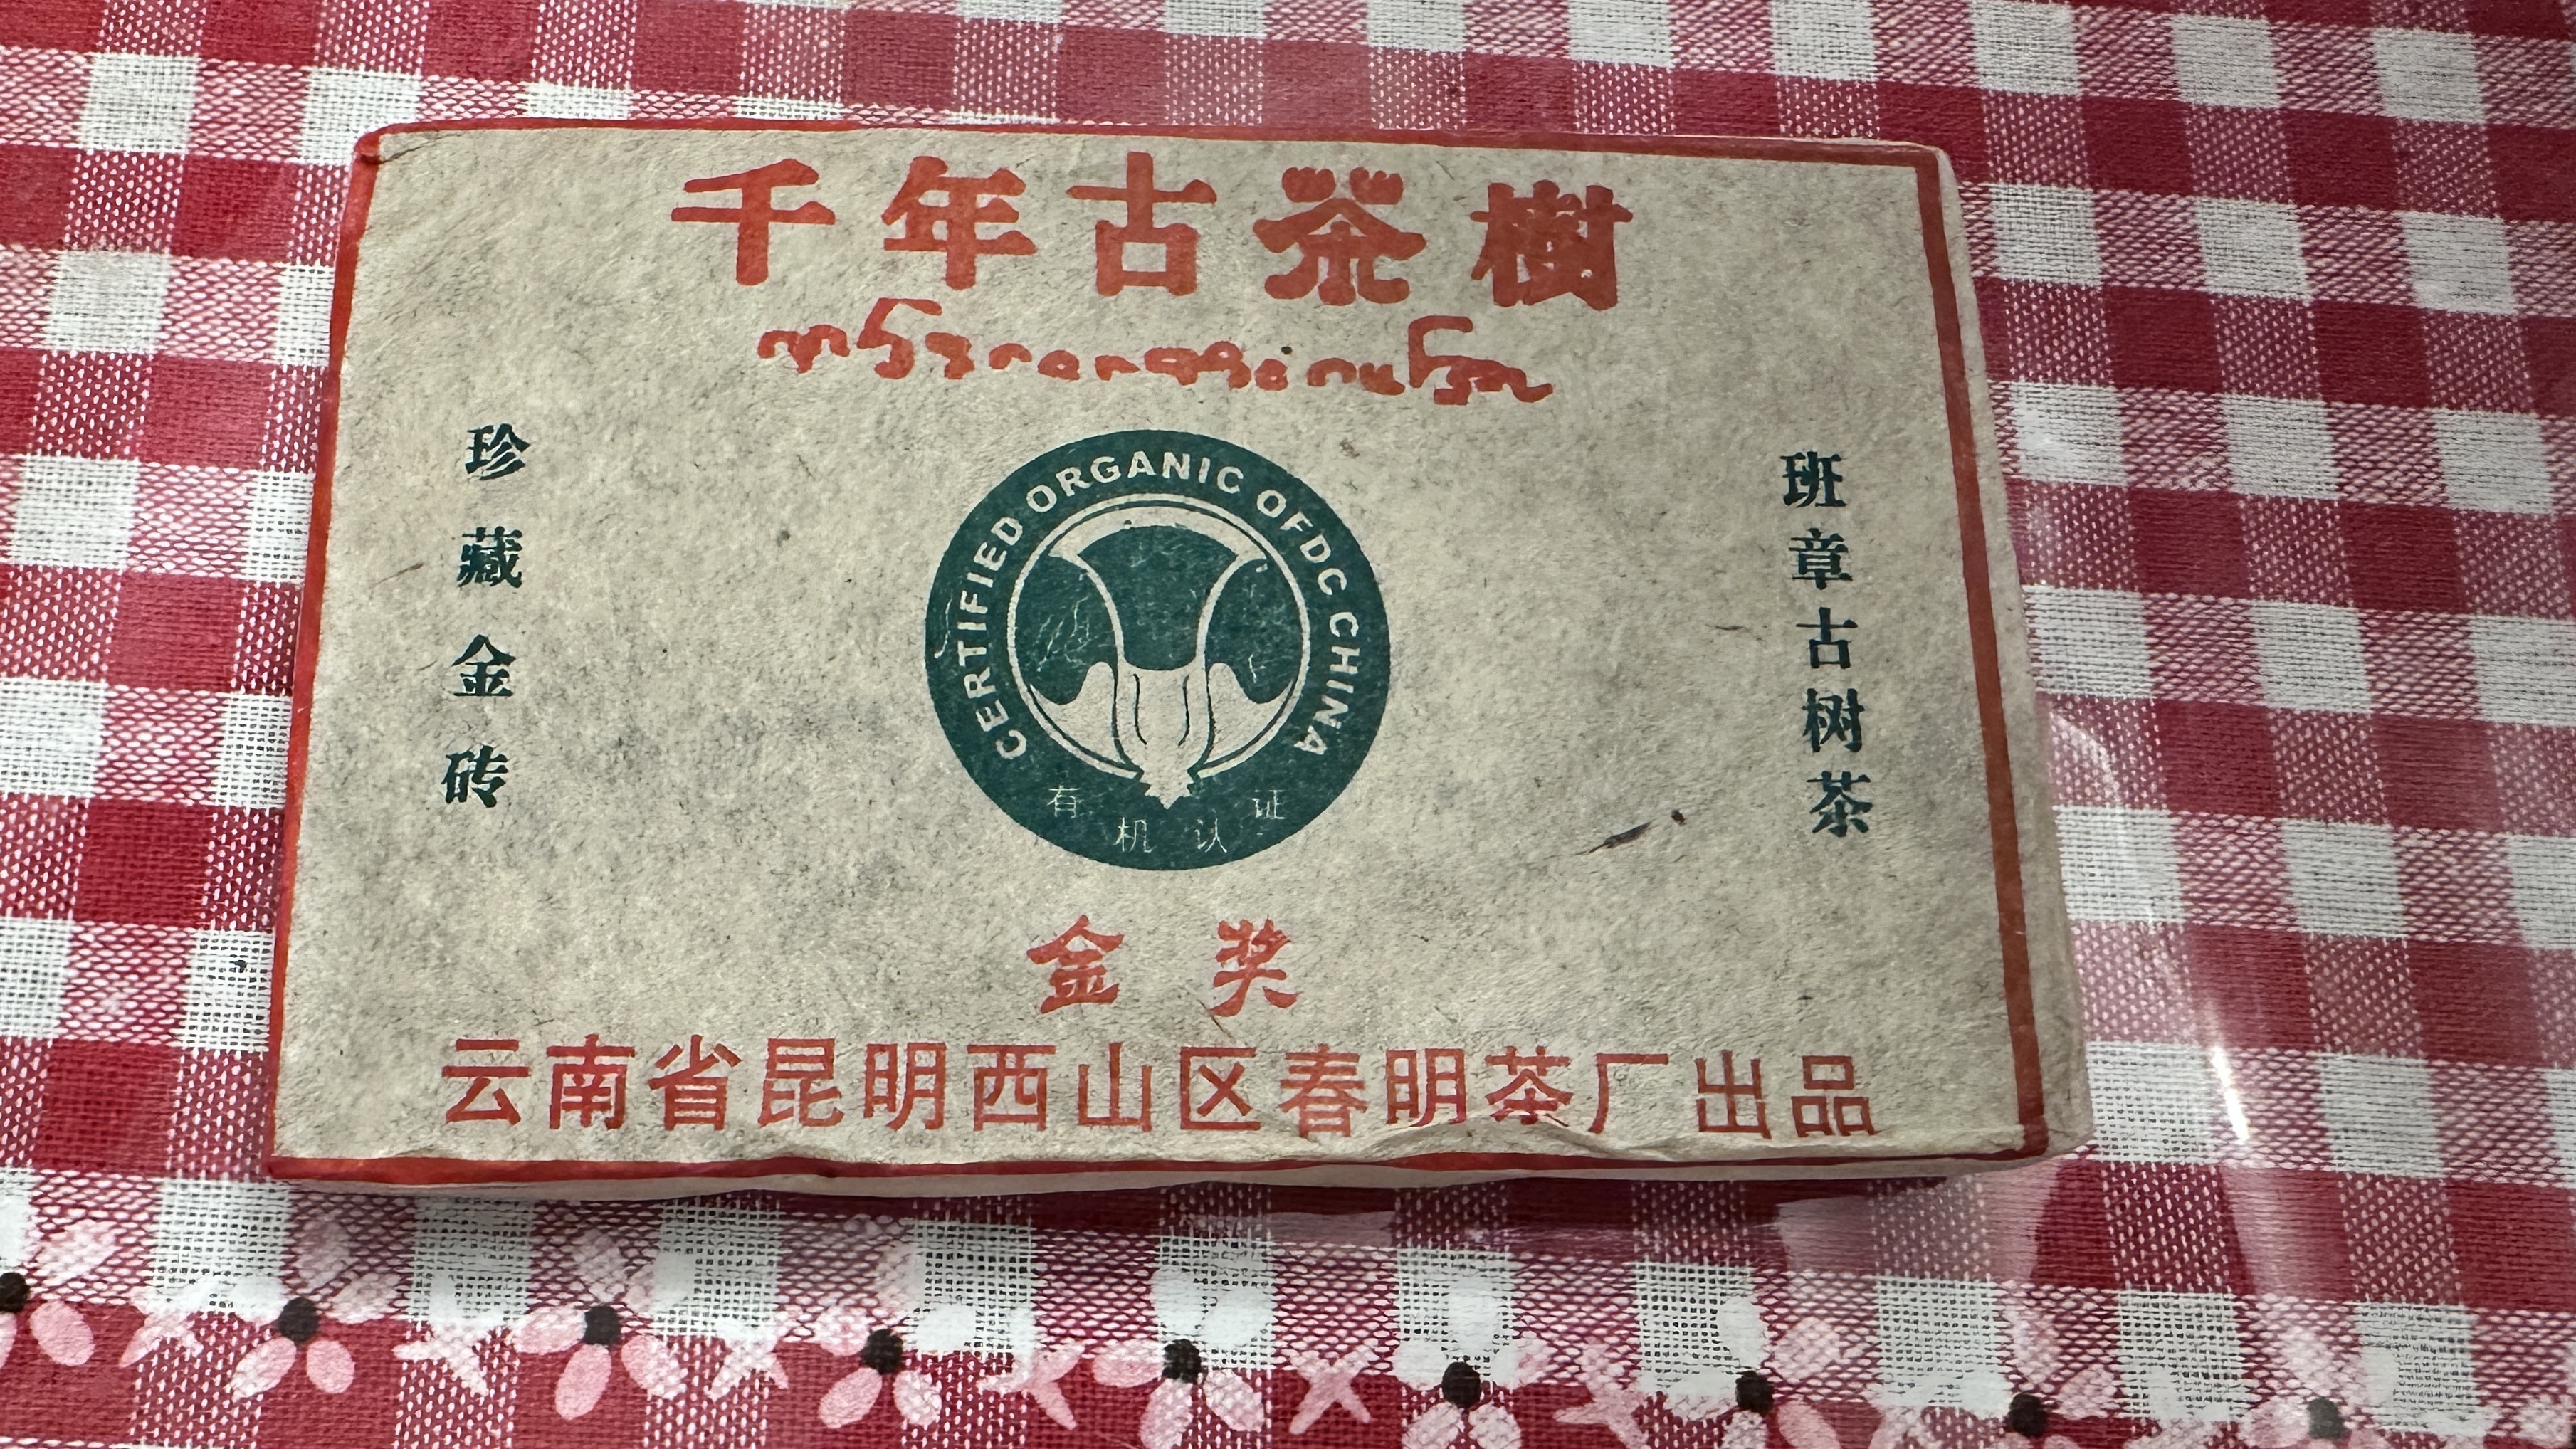 千年古茶樹
珍藏金砖
CERTIFIED ORGANIC OFDC CHINA
有机认证
班章古树茶
金奖
云南省昆明西山区春明茶厂出品